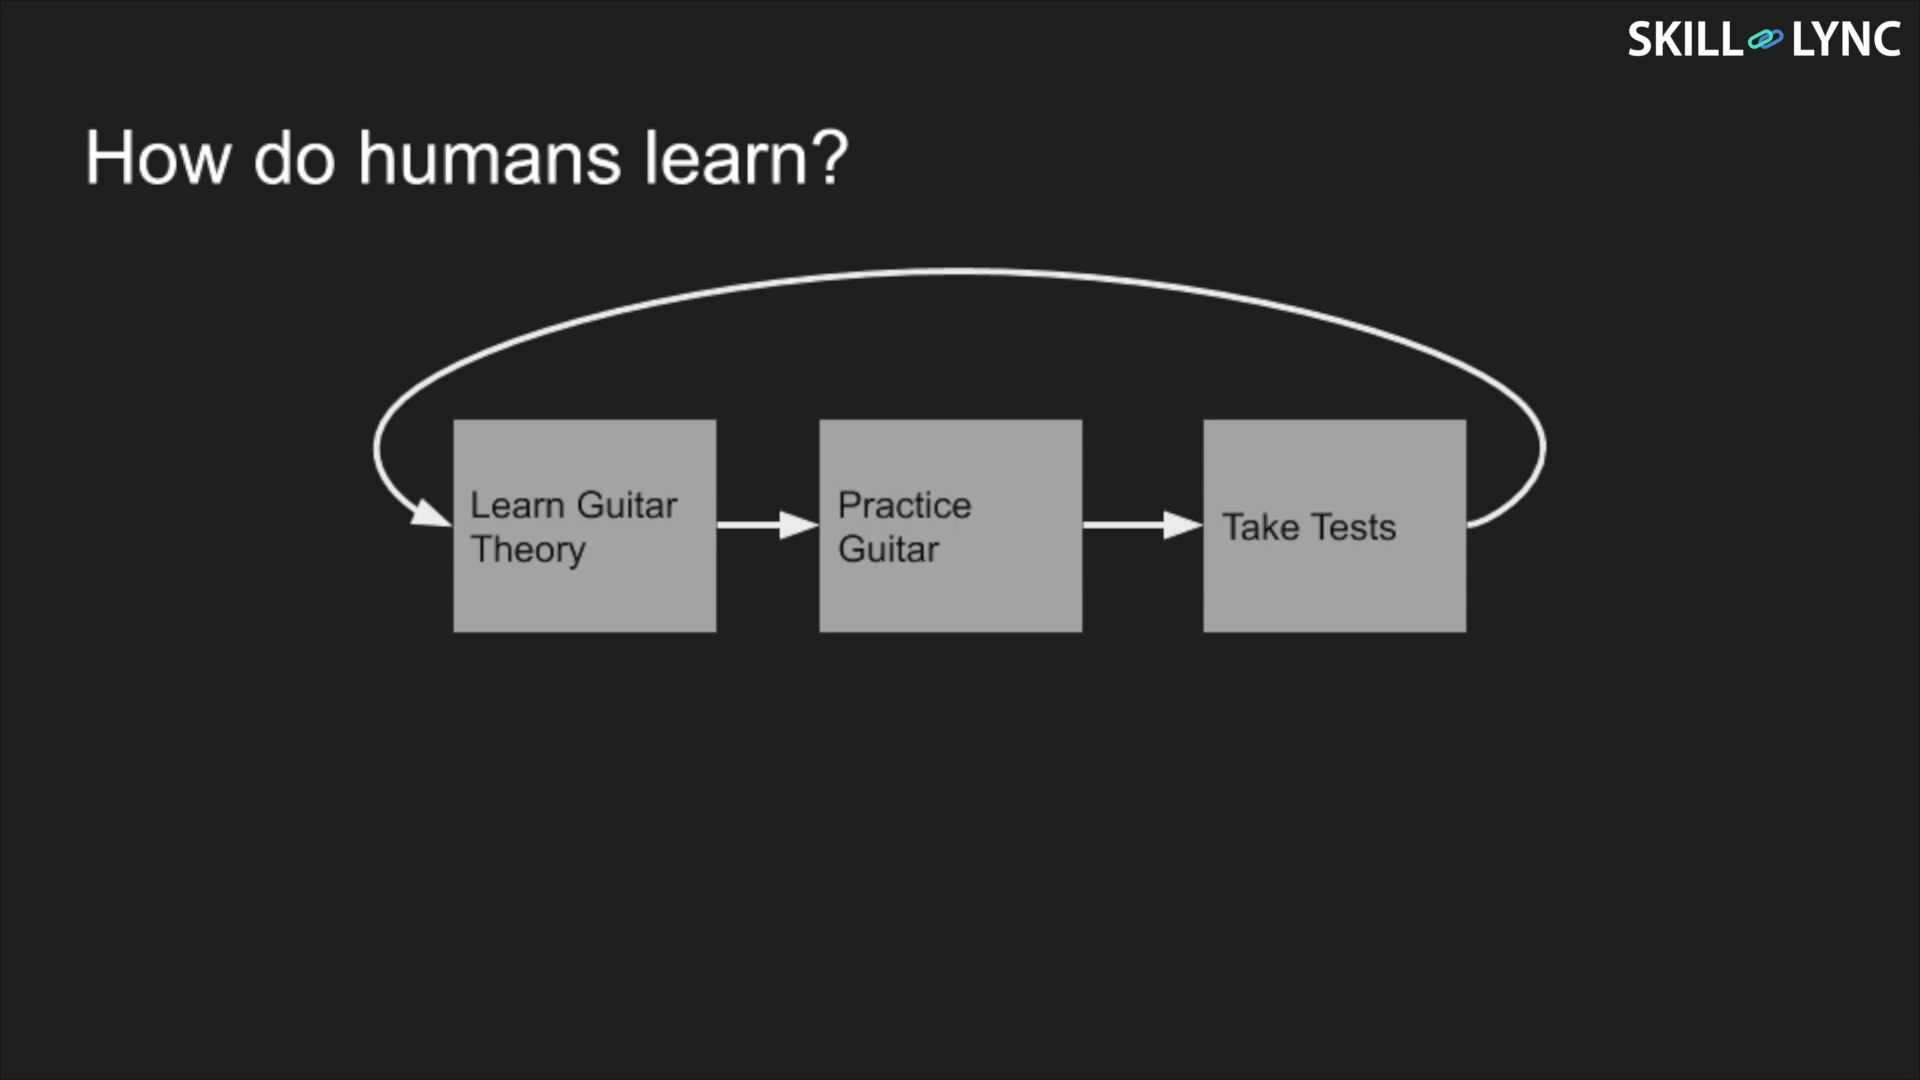 SKILL LYNC
How do humans learn?
Learn Guitar
Theory
Practice
Guitar
Take Tests